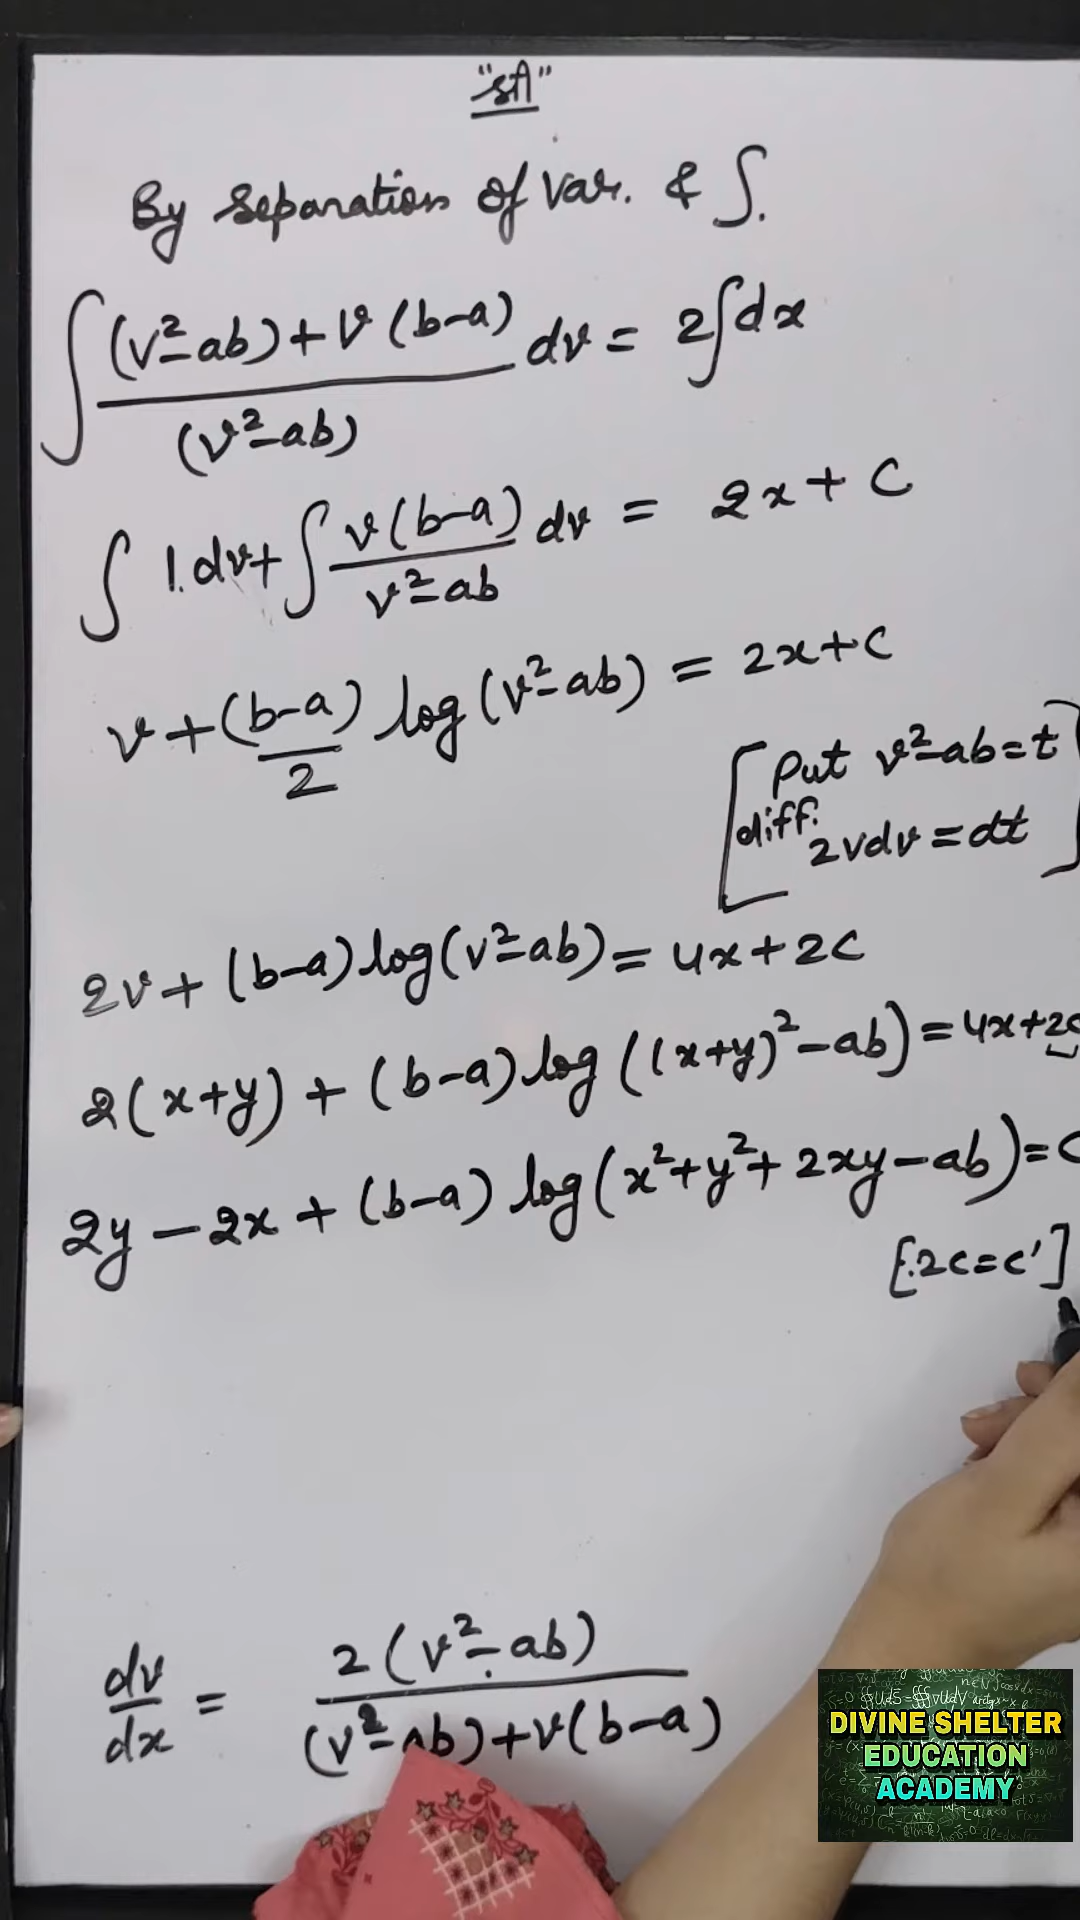 "sA"
By Separation of Var. & ∫.
∫ (v²-ab)+v(b-a) / (v²-ab) dv = 2∫dx
∫ 1.dv + ∫ v(b-a) / v²-ab dv = 2x + C
v + (b-a)/2 log(v²-ab) = 2x+c
[Put v²-ab=t
diff. 2vdv = dt]
2v + (b-a) log(v²-ab) = 4x+2c
2(x+y) + (b-a) log((x+y)²-ab) = 4x+2c
2y - 2x + (b-a) log(x²+y²+2xy-ab) = C
[∵2c=c']
dv/dx = 2(v²-ab) / (v²-ab)+v(b-a)
DIVINE SHELTER
EDUCATION
ACADEMY